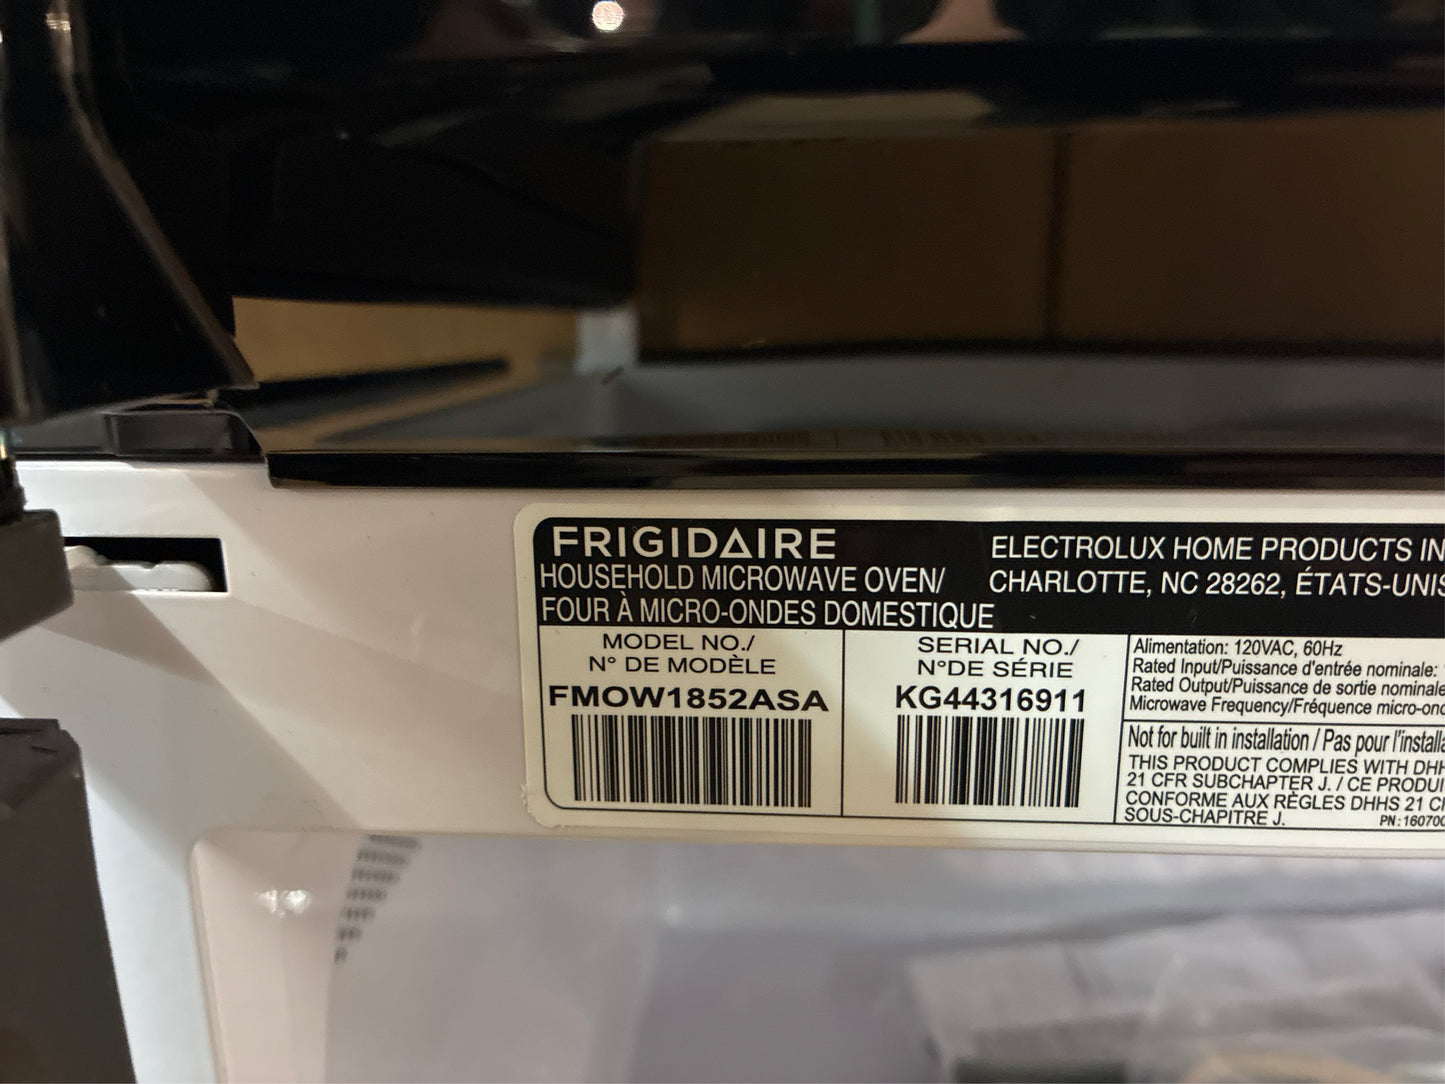 FRIGIDAIRE
HOUSEHOLD MICROWAVE OVEN/
FOUR À MICRO-ONDES DOMESTIQUE
ELECTROLUX HOME PRODUCTS IN
CHARLOTTE, NC 28262, ÉTATS-UNIS
MODEL NO./
N° DE MODÈLE
FMOW1852ASA
SERIAL NO./
N°DE SÉRIE
KG44316911
Alimentation: 120VAC, 60Hz
Rated Input/Puissance d'entrée nominale:
Rated Output/Puissance de sortie nominale
Microwave Frequency/Fréquence micro-ond
Not for built in installation / Pas pour l'installa
THIS PRODUCT COMPLIES WITH DHH
21 CFR SUBCHAPTER J. / CE PRODUI
CONFORME AUX RÈGLES DHHS 21 CF
SOUS-CHAPITRE J.
PN:160700